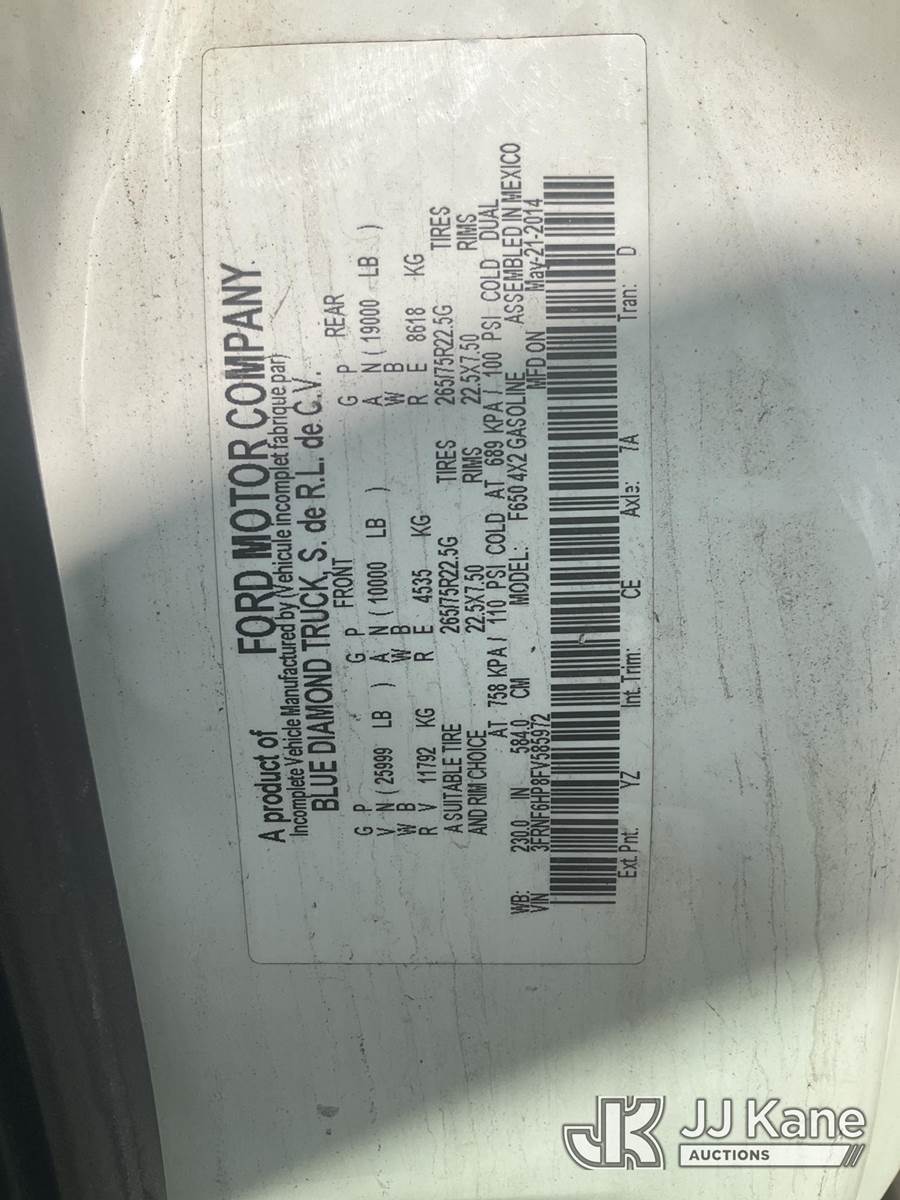 A product of
FORD MOTOR COMPANY
Incomplete Vehicle Manufactured by (Véhicule incomplet fabrique par)
BLUE DIAMOND TRUCK, S. de R.L. de C.V.
FRONT REAR
G P G P G P
V N ( 25999 LB ) A N ( 10000 LB ) A N ( 19000 LB )
W B W B W B
R V 11792 KG R E 4535 KG R E 8618 KG
A SUITABLE TIRE 265/75R22.5G TIRES 265/75R22.5G TIRES
AND RIM CHOICE 22.5X7.50 RIMS 22.5X7.50 RIMS
AT 758 KPA / 110 PSI COLD AT 689 KPA / 100 PSI COLD DUAL
WB: 230.0 IN 584.0 CM MODEL: F650 4X2 GASOLINE ASSEMBLED IN MEXICO
VIN 3FRNF6HP8FV585972 MFD ON May-21-2014
Ext. Pnt. YZ Int. Trim: CE Axle: 7A Tran: D
JK JJ Kane
AUCTIONS